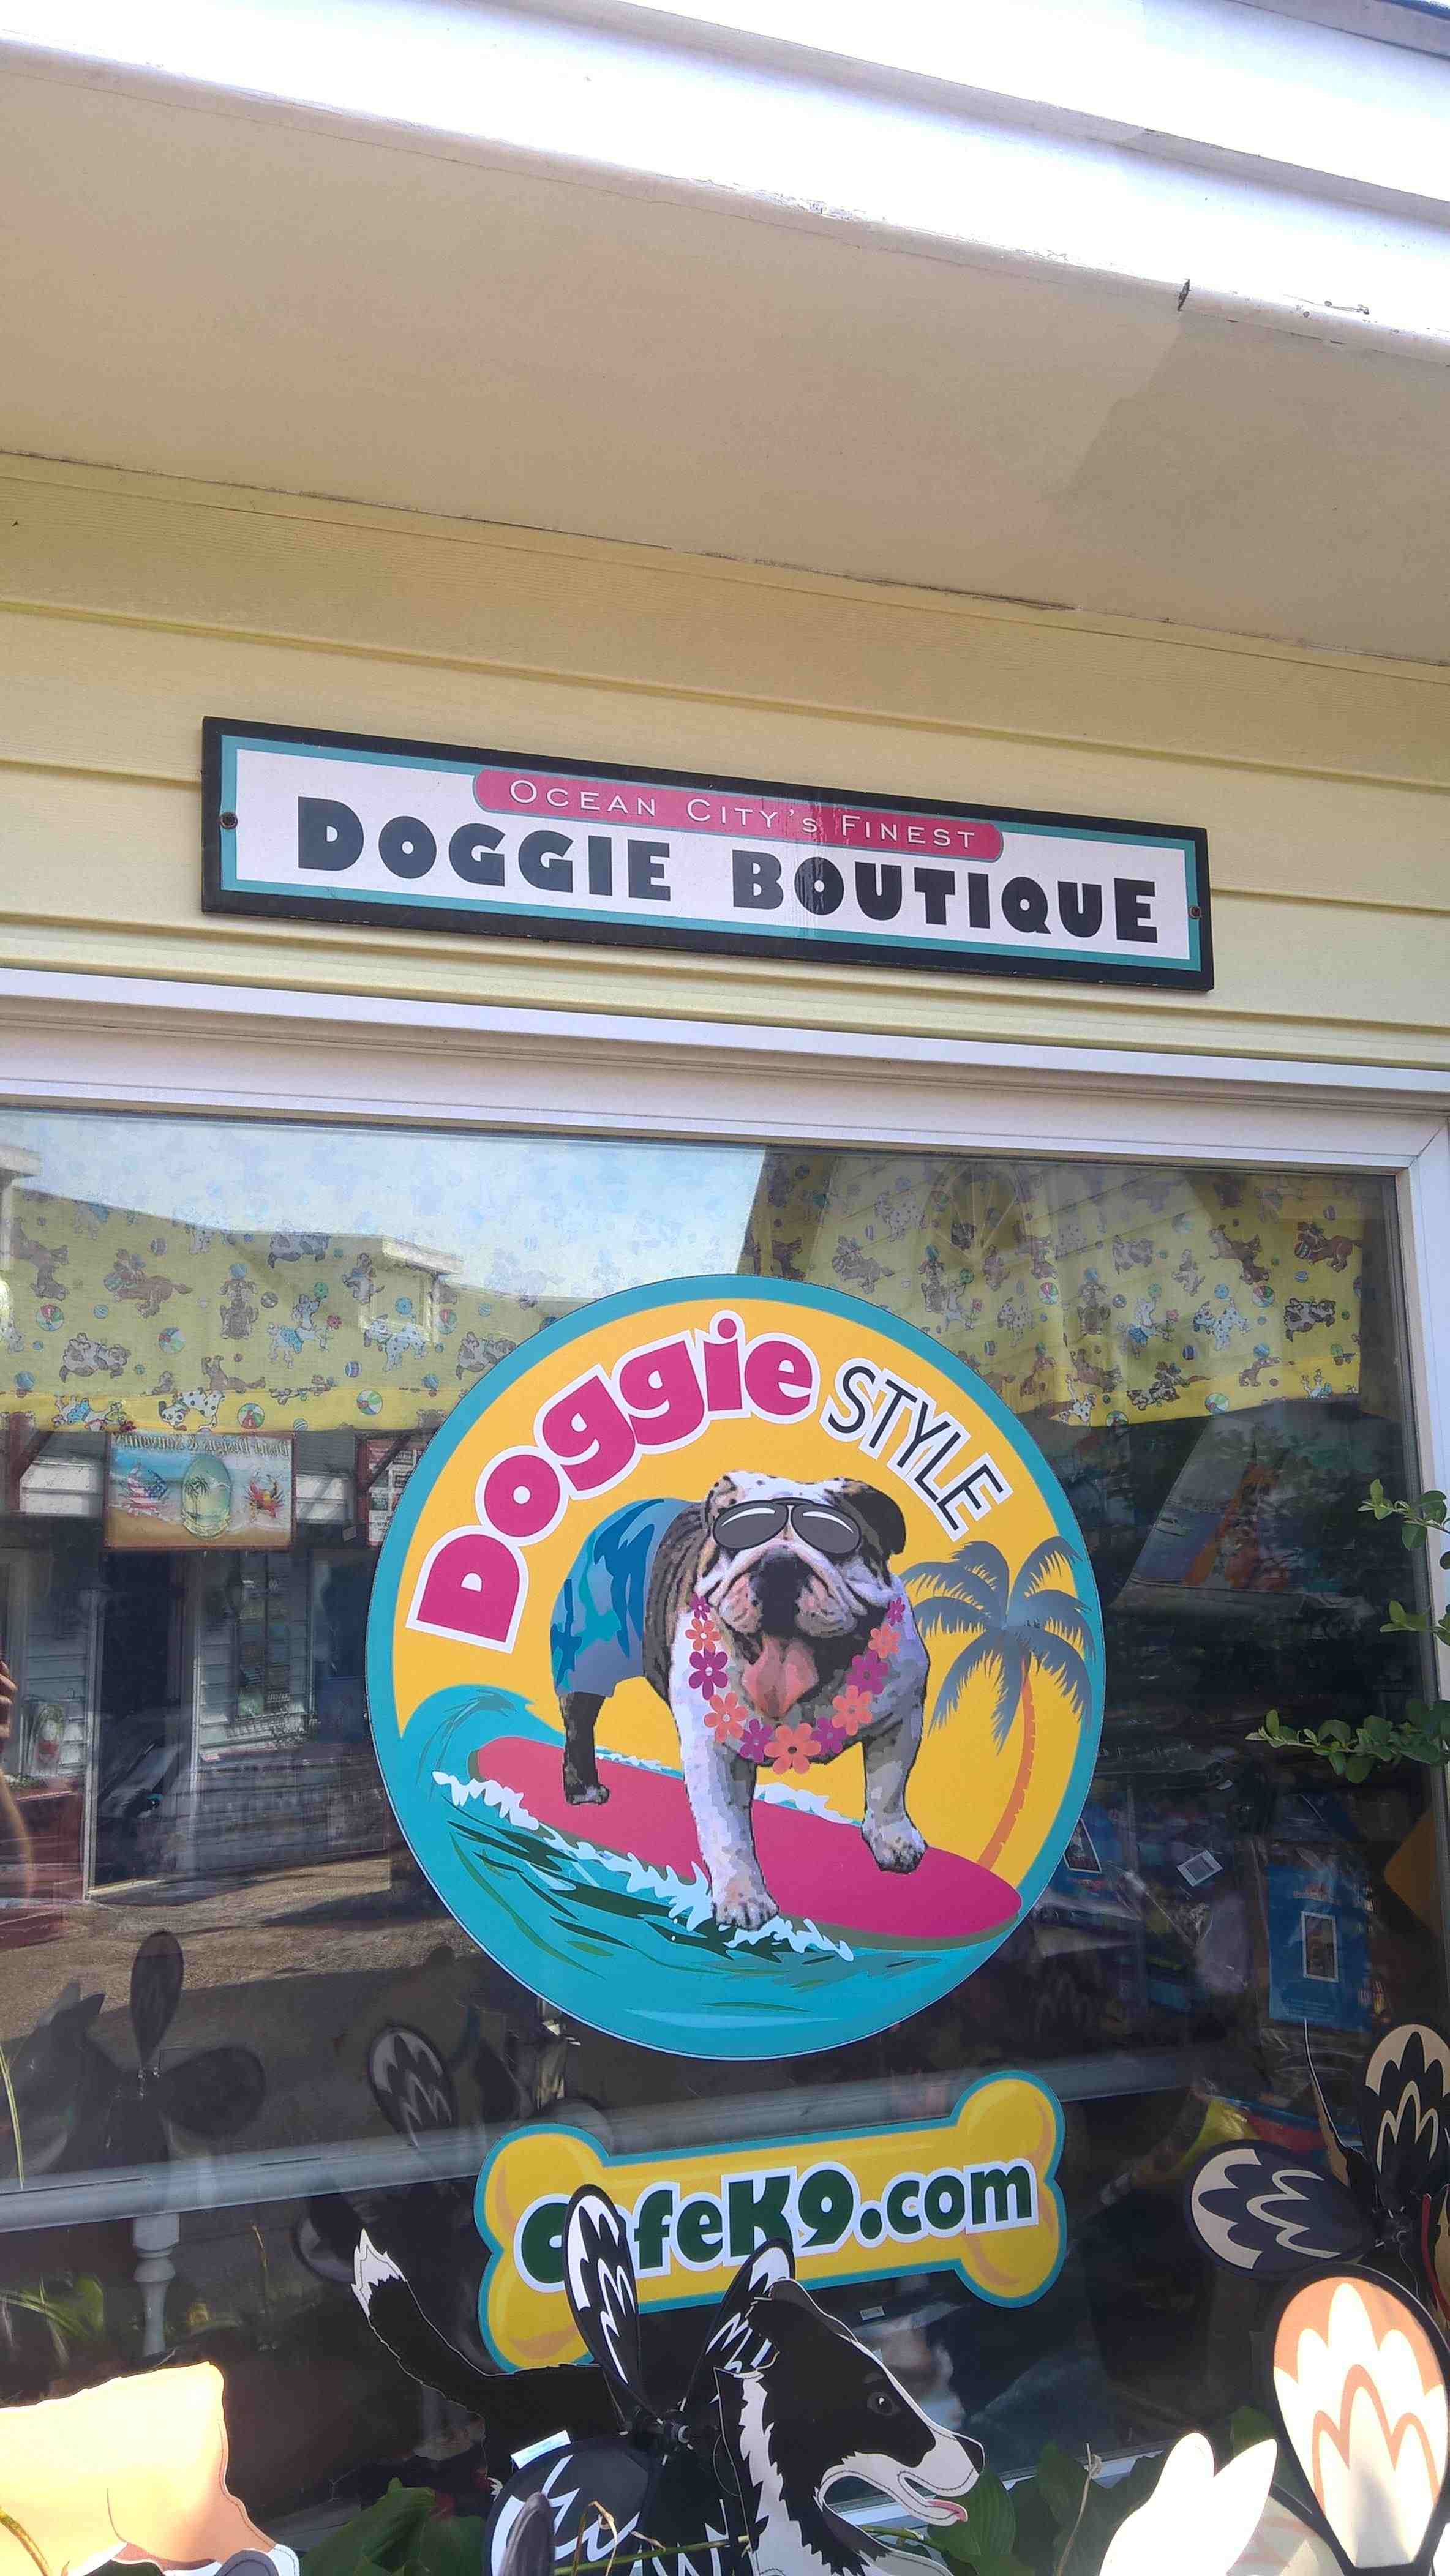 OCEAN CITY'S FINEST
DOGGIE BOUTIQUE
Doggie STYLE
cafeK9.com